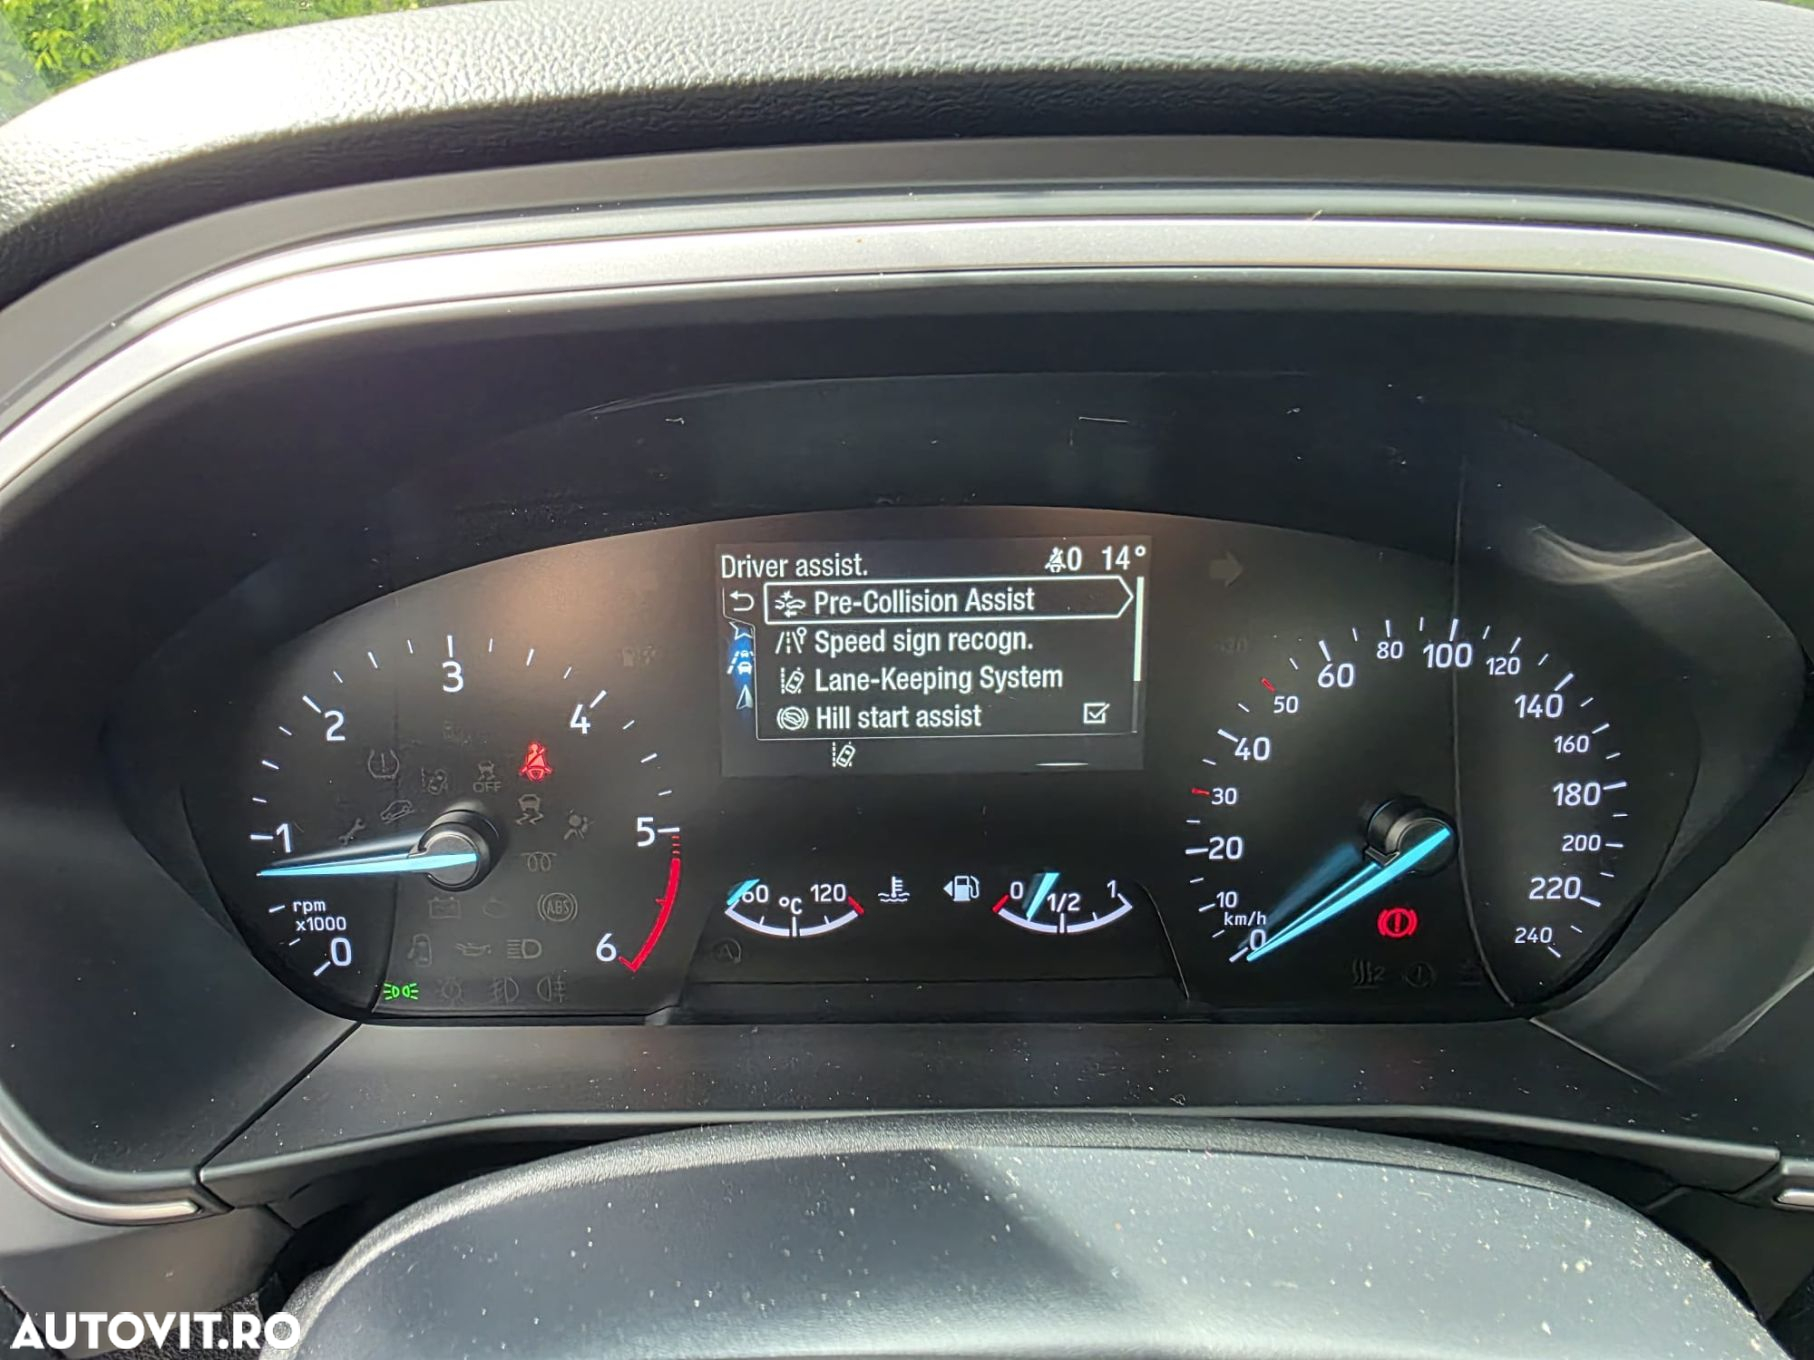 Driver assist. 0 14°
Pre-Collision Assist
Speed sign recogn.
Lane-Keeping System
Hill start assist
0 1 2 3 4 5 6
rpm
x1000
OFF
ABS
60 °C 120
0 1/2 1
0 10 20 30 40 50 60 80 100 120 140 160 180 200 220 240
km/h
AUTOVIT.RO